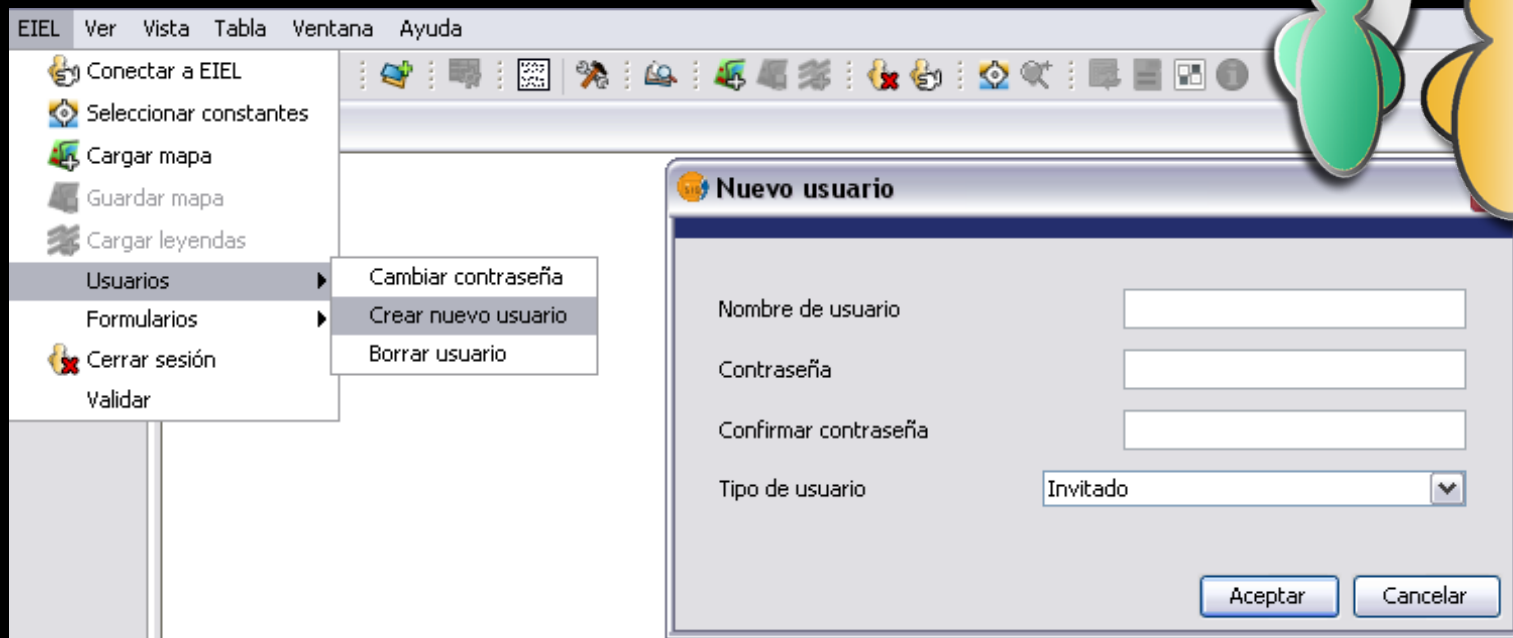 EIEL Ver Vista Tabla Ventana Ayuda
Conectar a EIEL
Seleccionar constantes
Cargar mapa
Guardar mapa
Cargar leyendas
Usuarios
Formularios
Cerrar sesión
Validar
Cambiar contraseña
Crear nuevo usuario
Borrar usuario
Nuevo usuario
Nombre de usuario
Contraseña
Confirmar contraseña
Tipo de usuario Invitado
Aceptar Cancelar